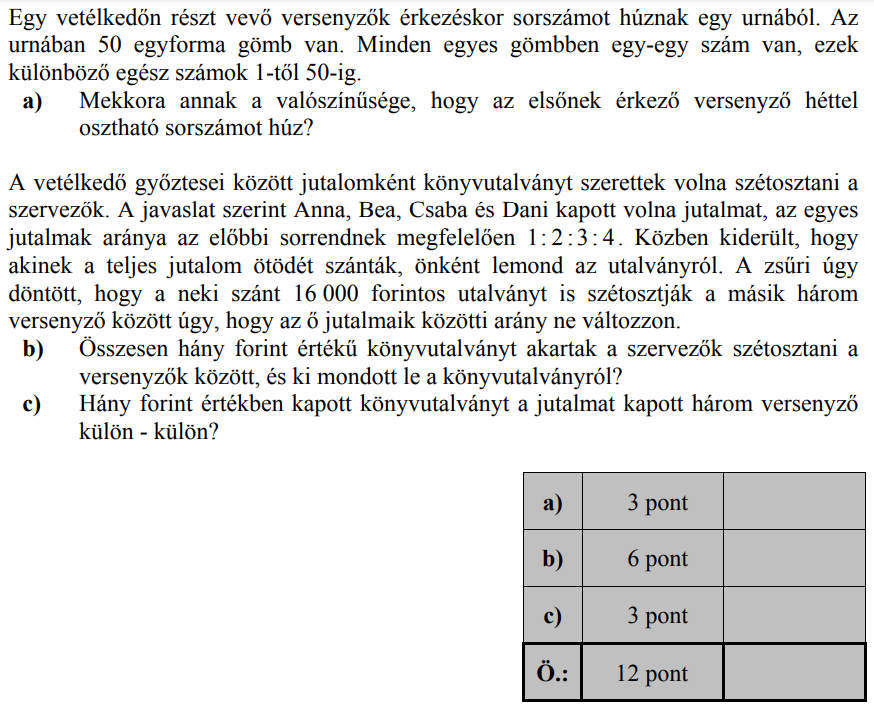 Egy vetélkedőn részt vevő versenyzők érkezéskor sorszámot húznak egy urnából. Az
urnában 50 egyforma gömb van. Minden egyes gömbben egy-egy szám van, ezek
különböző egész számok 1-től 50-ig.
a) Mekkora annak a valószínűsége, hogy az elsőnek érkező versenyző héttel
osztható sorszámot húz?
A vetélkedő győztesei között jutalomként könyvutalványt szerettek volna szétosztani a
szervezők. A javaslat szerint Anna, Bea, Csaba és Dani kapott volna jutalmat, az egyes
jutalmak aránya az előbbi sorrendnek megfelelően 1 : 2 : 3 : 4. Közben kiderült, hogy
akinek a teljes jutalom ötödét szánták, önként lemond az utalványról. A zsűri úgy
döntött, hogy a neki szánt 16 000 forintos utalványt is szétosztják a másik három
versenyző között úgy, hogy az ő jutalmaik közötti arány ne változzon.
b) Összesen hány forint értékű könyvutalványt akartak a szervezők szétosztani a
versenyzők között, és ki mondott le a könyvutalványról?
c) Hány forint értékben kapott könyvutalványt a jutalmat kapott három versenyző
külön - külön?
a) 3 pont
b) 6 pont
c) 3 pont
Ö.: 12 pont